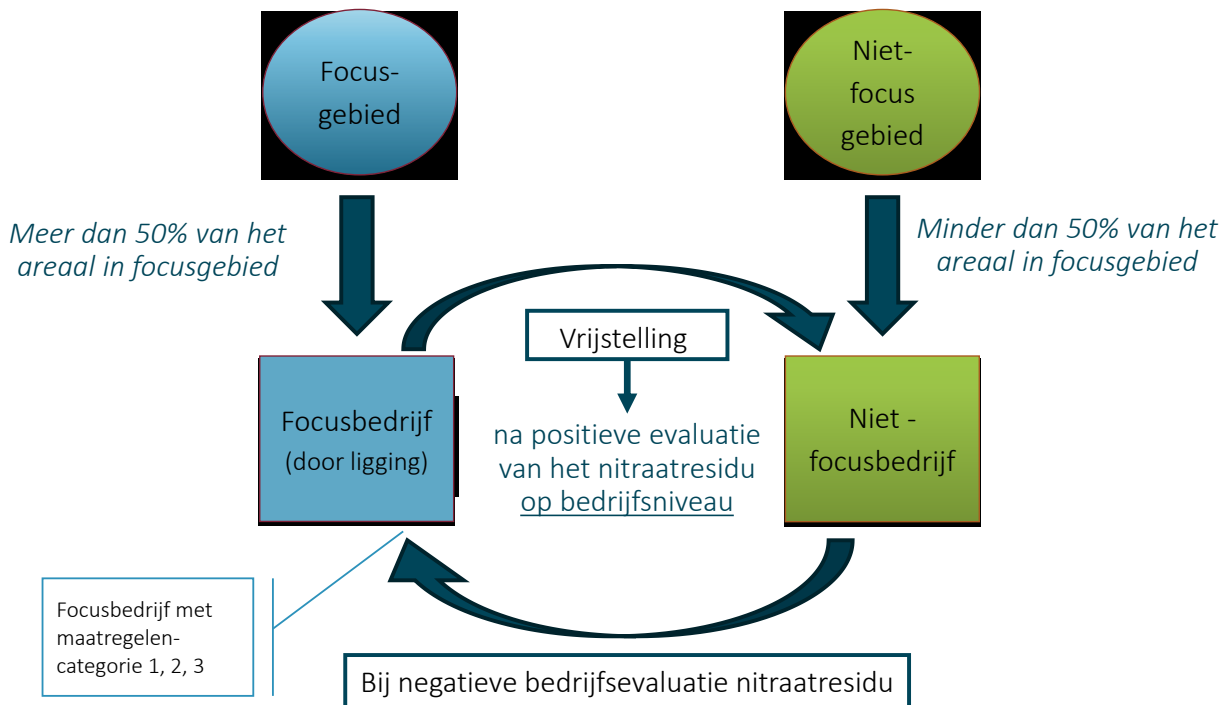 Focus-
gebied
Niet-
focus
gebied
Meer dan 50% van het
areaal in focusgebied
Minder dan 50% van het
areaal in focusgebied
Vrijstelling
na positieve evaluatie
van het nitraatresidu
op bedrijfsniveau
Focusbedrijf
(door ligging)
Niet -
focusbedrijf
Focusbedrijf met
maatregelen-
categorie 1, 2, 3
Bij negatieve bedrijfsevaluatie nitraatresidu